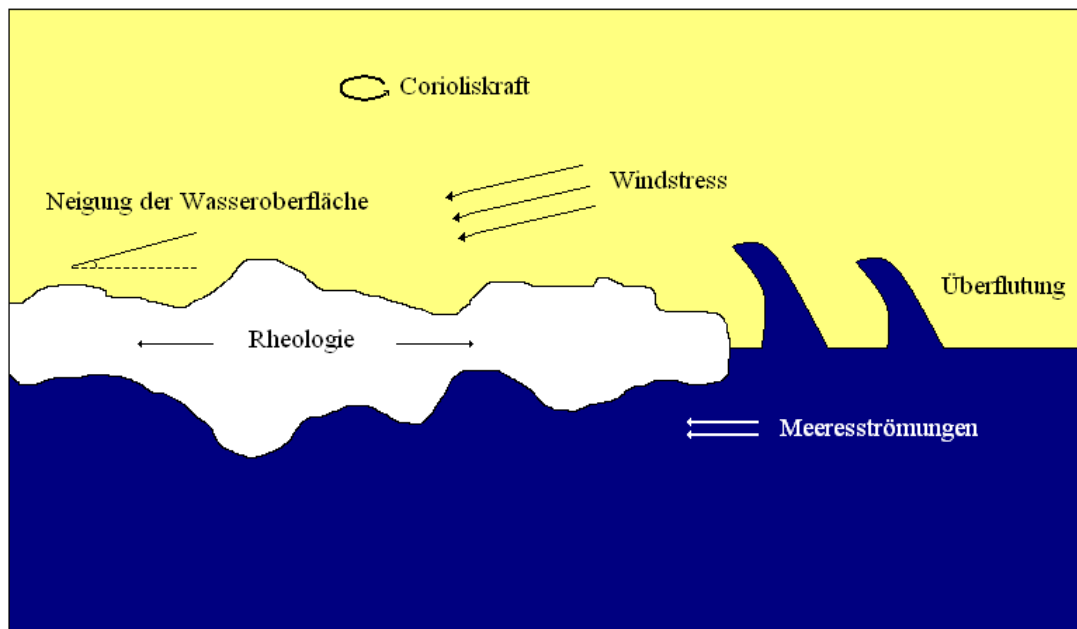 Corioliskraft
Windstress
Neigung der Wasseroberfläche
Überflutung
Rheologie
Meeresströmungen